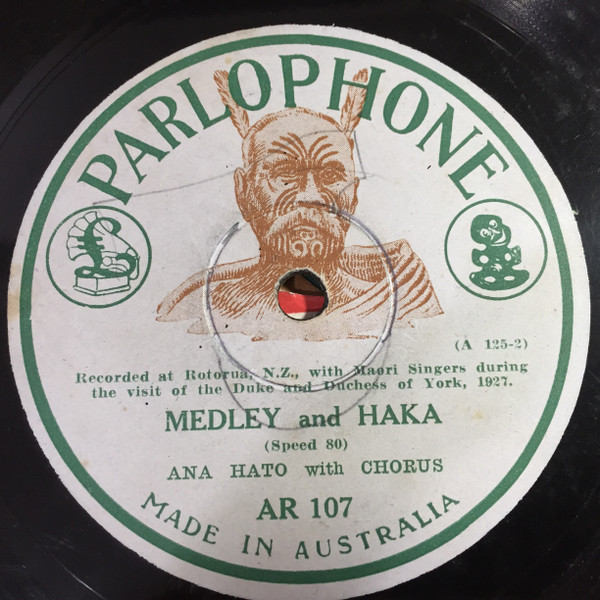 PARLOPHONE
(A 125-2)
Recorded at Rotorua, N.Z., with Maori Singers during
the visit of the Duke and Duchess of York, 1927.
MEDLEY and HAKA
(Speed 80)
ANA HATO with CHORUS
AR 107
MADE IN AUSTRALIA